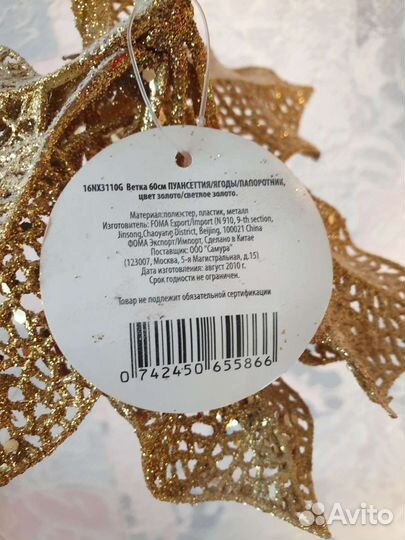 16NX3110G Ветка 60см ПУАНСЕТТИЯ/ЯГОДЫ/ПАПОРОТНИК,
цвет золото/светлое золото.
Материал:полиэстер, пластик, металл
Изготовитель: FOMA Export/Import (N 910, 9-th section,
Jinsong,Chaoyang District, Beijing, 100021 China
ФОМА Экспорт/Импорт, Сделано в Китае
Поставщик: ООО "Самура"
(123007, Москва, 5-я Магистральная, д.15)
Дата изготовления: август 2010 г.
Срок годности не ограничен.
Товар не подлежит обязательной сертификации
0 742450 655866
Avito